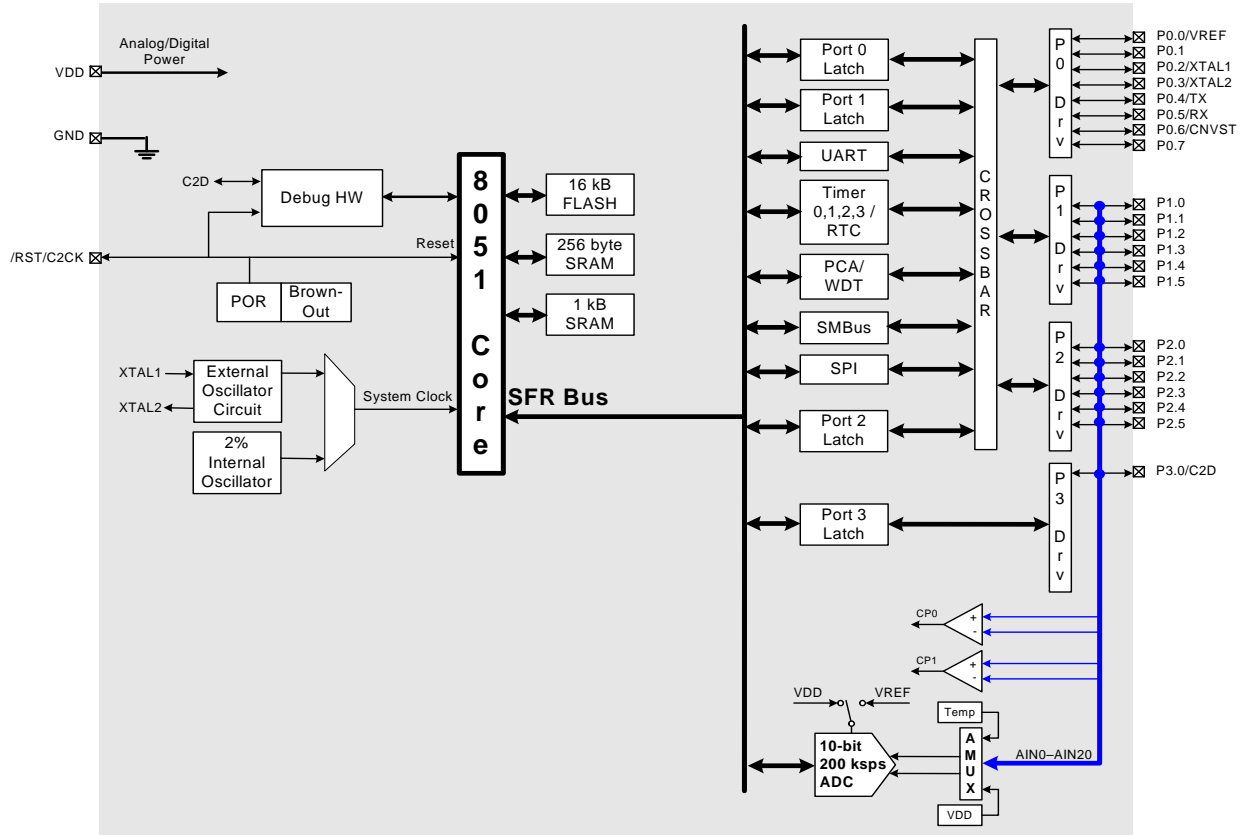 Analog/Digital
Power
VDD
GND
C2D
Debug HW
/RST/C2CK
Reset
POR
Brown-
Out
XTAL1
XTAL2
External
Oscillator
Circuit
2%
Internal
Oscillator
System Clock
8
0
5
1
C
o
r
e
16 kB
FLASH
256 byte
SRAM
1 kB
SRAM
SFR Bus
Port 0
Latch
Port 1
Latch
UART
Timer
0,1,2,3 /
RTC
PCA/
WDT
SMBus
SPI
Port 2
Latch
Port 3
Latch
C
R
O
S
S
B
A
R
P
0
D
r
v
P
1
D
r
v
P
2
D
r
v
P
3
D
r
v
P0.0/VREF
P0.1
P0.2/XTAL1
P0.3/XTAL2
P0.4/TX
P0.5/RX
P0.6/CNVST
P0.7
P1.0
P1.1
P1.2
P1.3
P1.4
P1.5
P2.0
P2.1
P2.2
P2.3
P2.4
P2.5
P3.0/C2D
CP0
+
-
CP1
+
-
VDD
VREF
Temp
10-bit
200 ksps
ADC
A
M
U
X
AIN0–AIN20
VDD